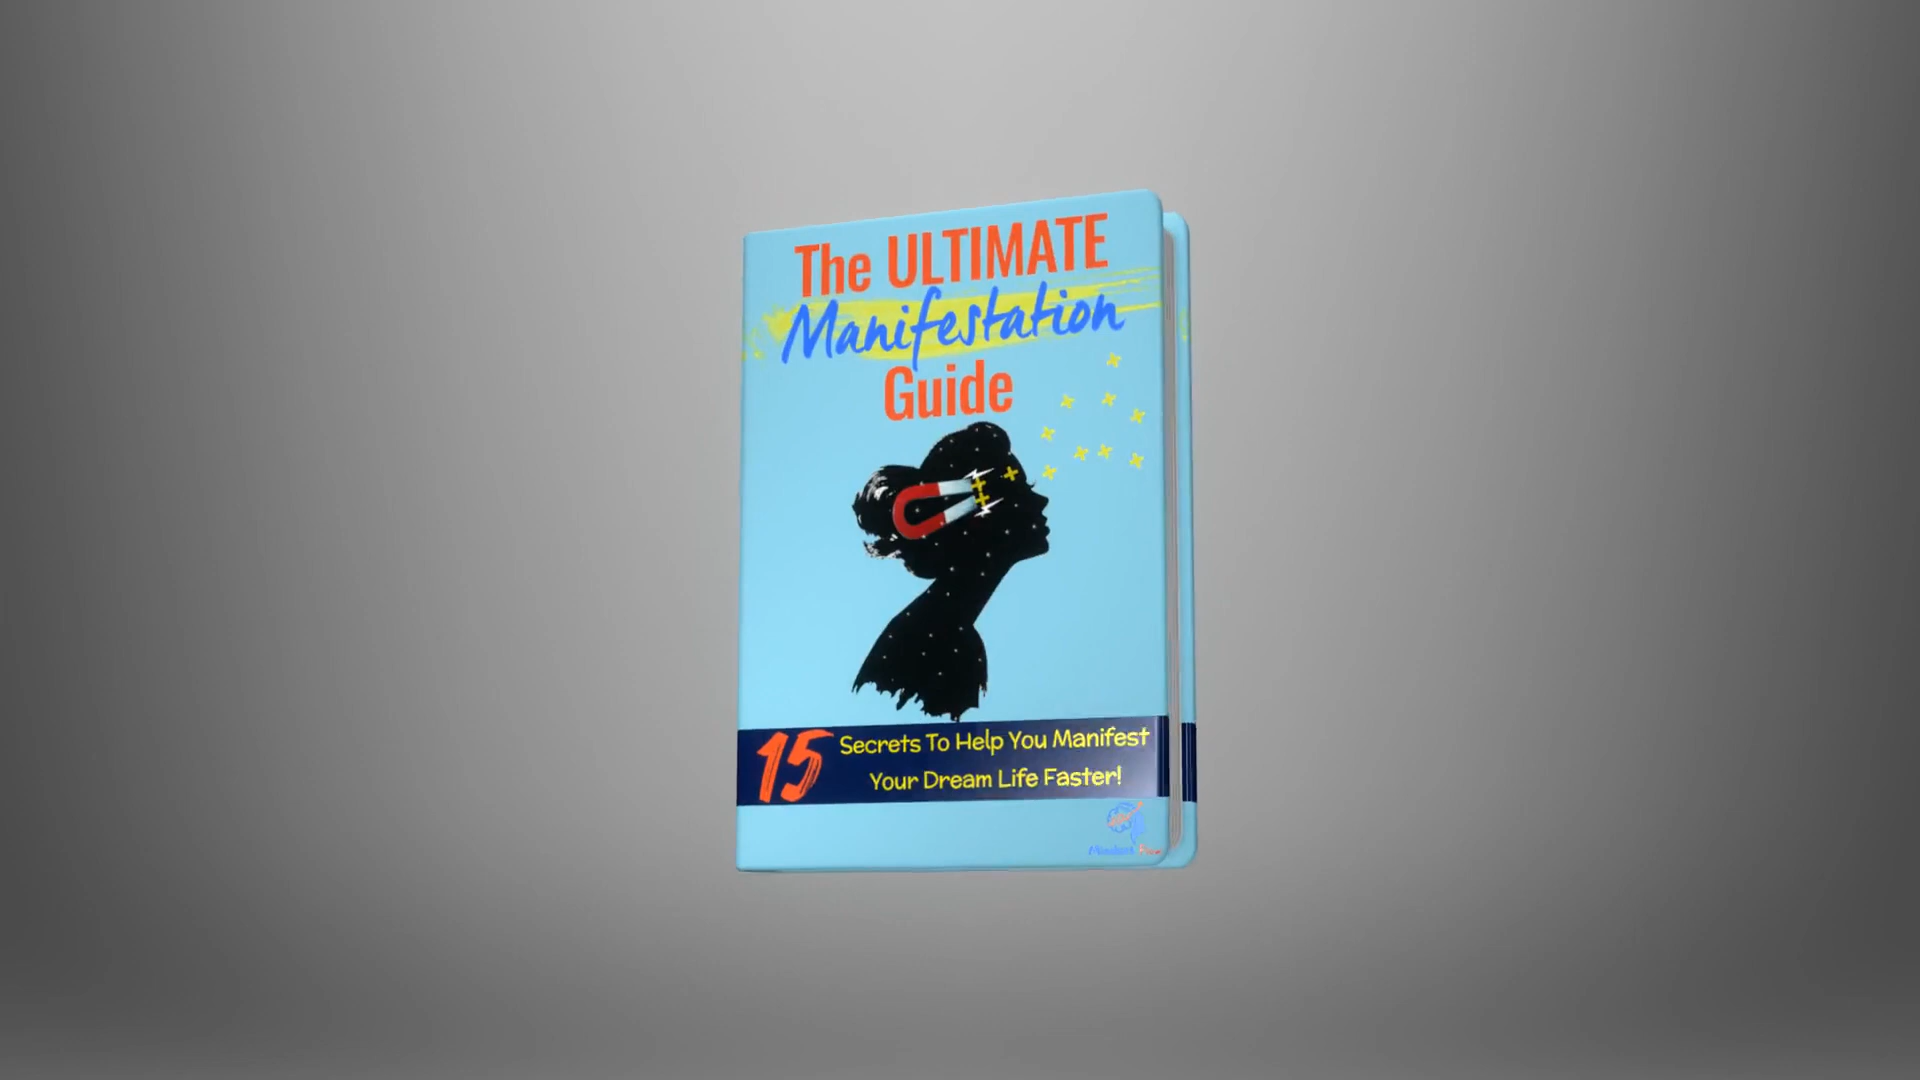 The ULTIMATE
Manifestation
Guide
15 Secrets To Help You Manifest
Your Dream Life Faster!